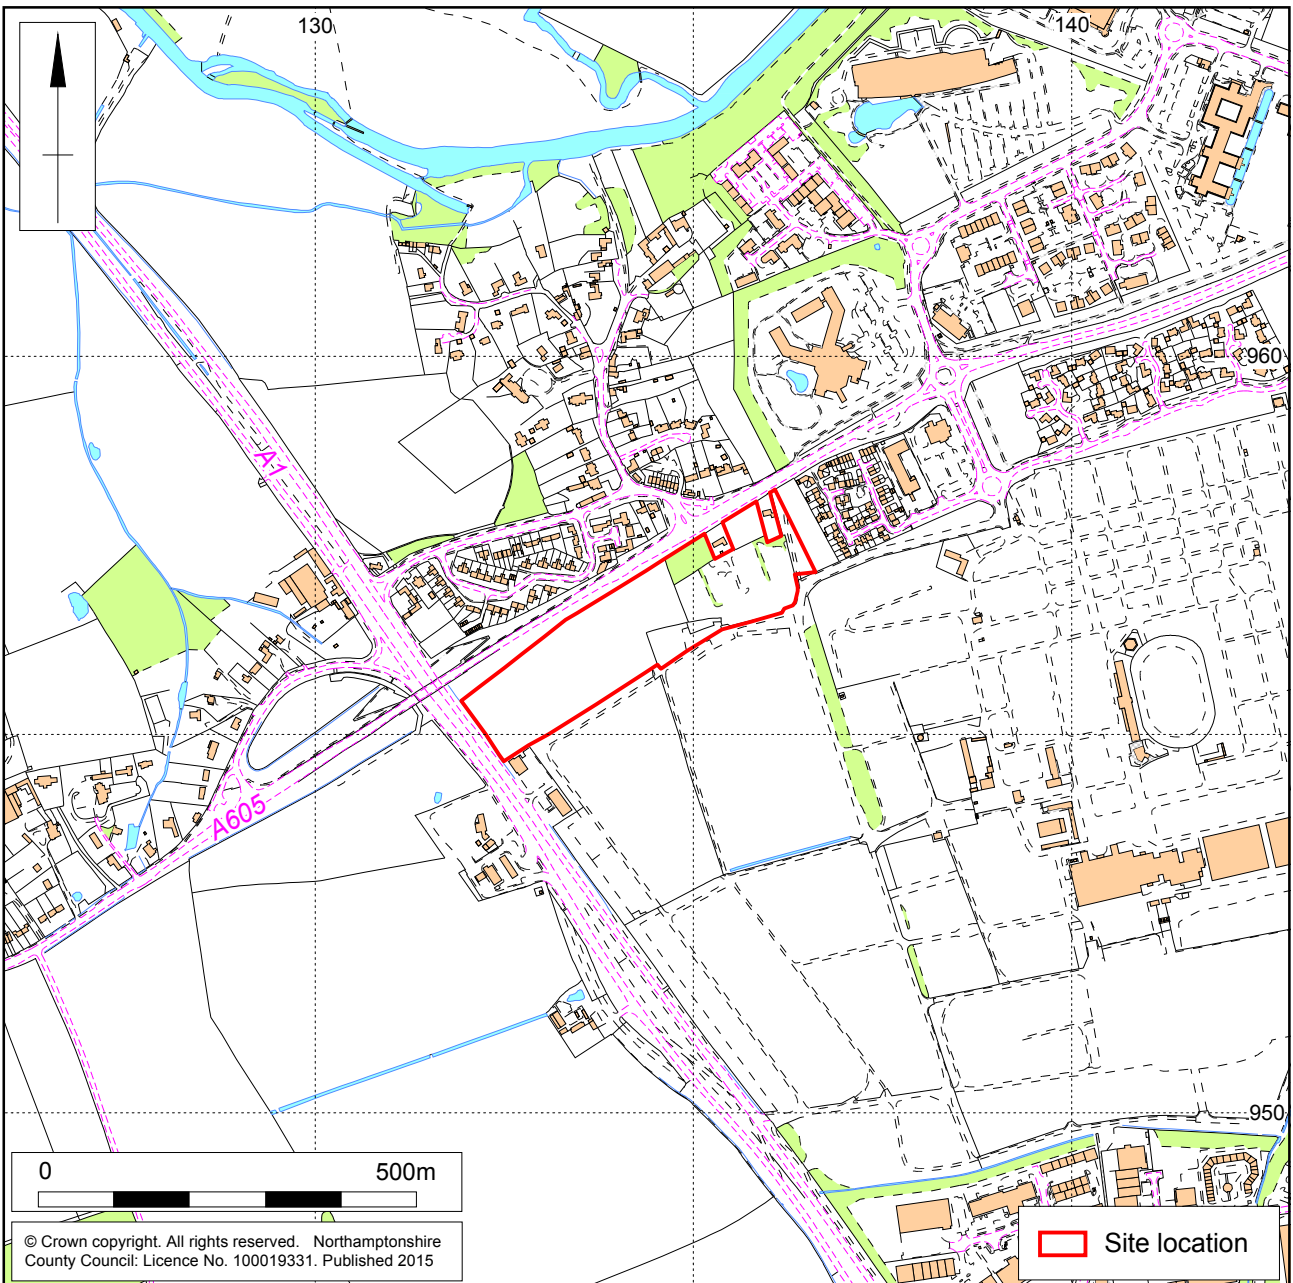 130
140
960
A1
A605
950
0 500m
© Crown copyright. All rights reserved. Northamptonshire
County Council: Licence No. 100019331. Published 2015
Site location